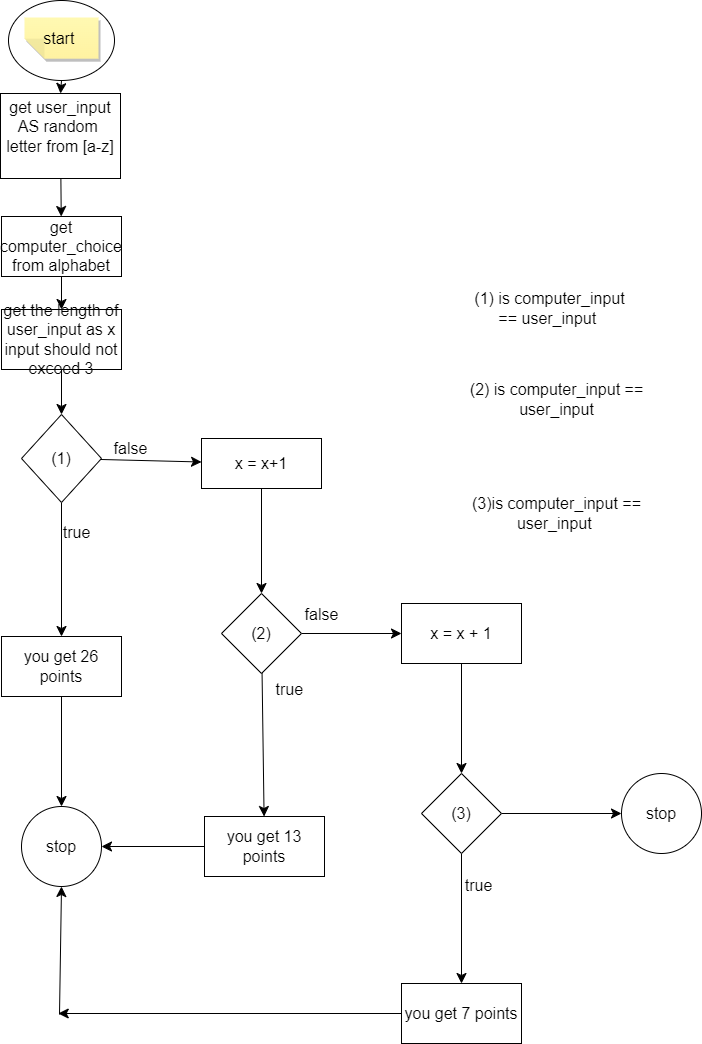 start
get user_input
AS random
letter from [a-z]
get
computer_choice
from alphabet
get the length of
user_input as x
input should not
exceed 3
(1) is computer_input
== user_input
(2) is computer_input ==
user_input
(1)
false
x = x+1
(3)is computer_input ==
user_input
true
(2)
false
x = x + 1
you get 26
points
true
(3)
stop
stop
you get 13
points
true
you get 7 points